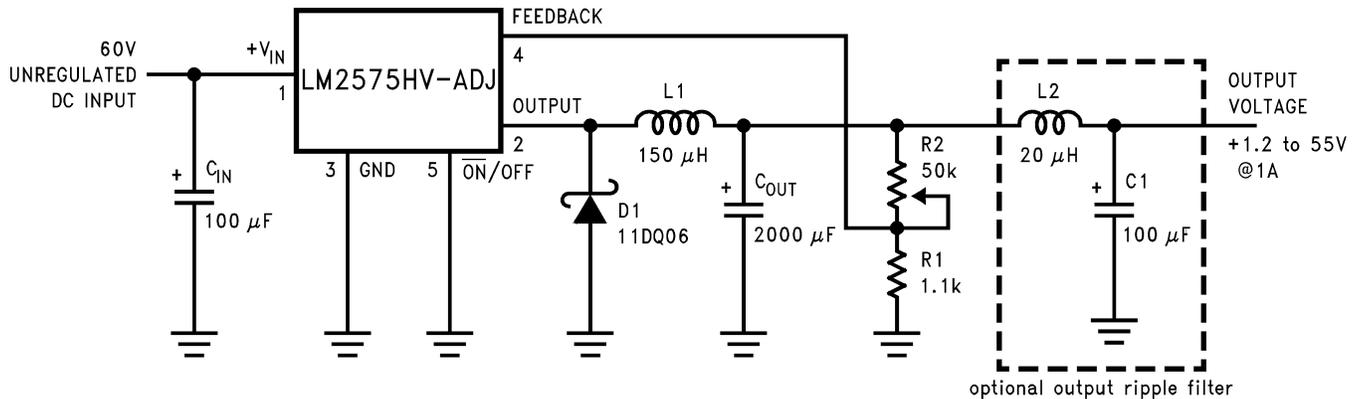 FEEDBACK
60V
UNREGULATED
DC INPUT
+VIN
1
LM2575HV-ADJ
4
OUTPUT
2
3 GND
5 ON/OFF
CIN
+
100 μF
D1
11DQ06
L1
150 μH
+
COUT
2000 μF
R2
50k
R1
1.1k
L2
20 μH
+
C1
100 μF
OUTPUT
VOLTAGE
+1.2 to 55V
@1A
optional output ripple filter